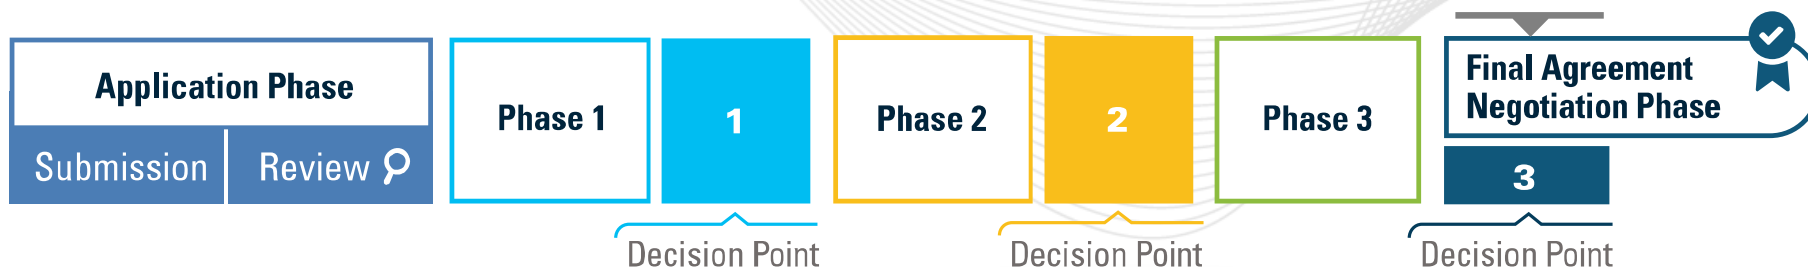 Application Phase
Submission
Review
Phase 1
1
Decision Point
Phase 2
2
Decision Point
Phase 3
Final Agreement
Negotiation Phase
3
Decision Point